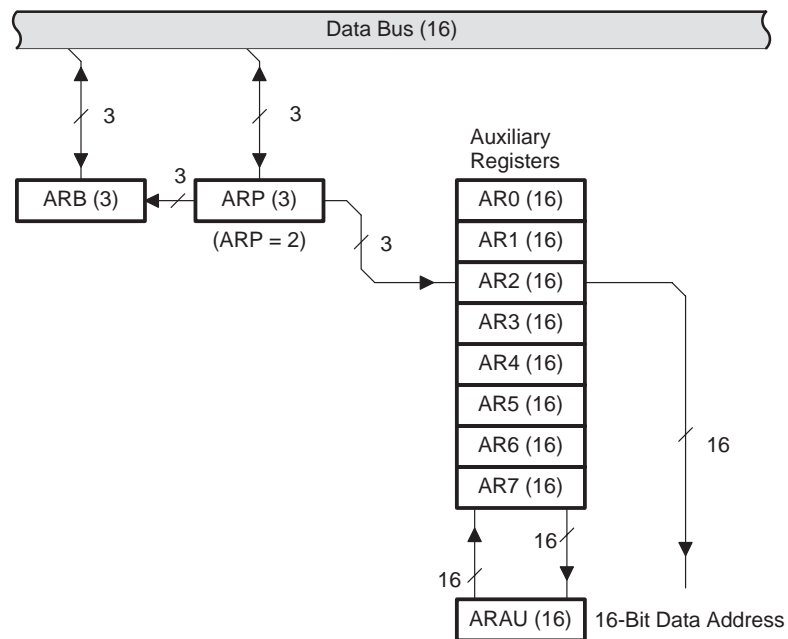 Data Bus (16)
3
3
Auxiliary
Registers
ARB (3)
3
ARP (3)
(ARP = 2)
3
AR0 (16)
AR1 (16)
AR2 (16)
AR3 (16)
AR4 (16)
AR5 (16)
AR6 (16)
AR7 (16)
16
16
16
ARAU (16)
16-Bit Data Address